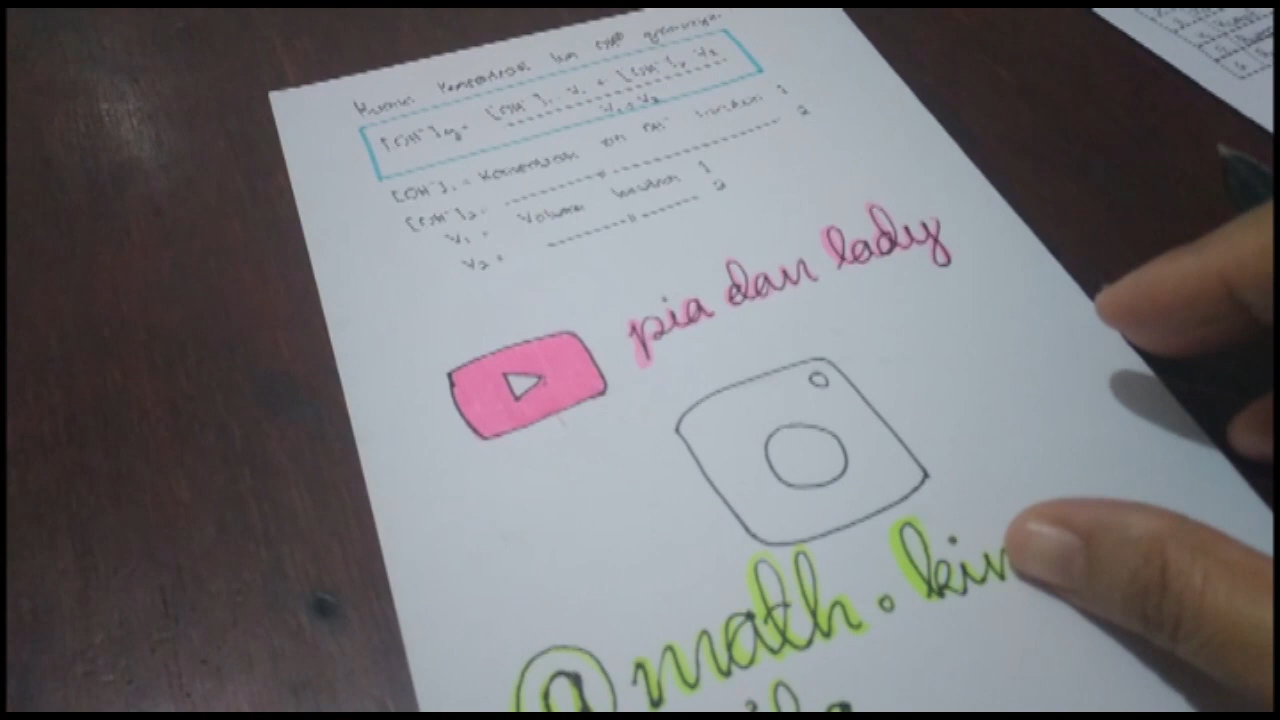 Rumus Konsentrasi Ion OH⁻ gabungan
[OH⁻]g = [OH⁻]₁ V₁ + [OH⁻]₂ V₂
V₁ + V₂
[OH⁻]₁ = Konsentrasi ion OH⁻ larutan 1
[OH⁻]₂ = -------- " -------- 2
V₁ = Volume larutan 1
V₂ = -------- " -------- 2
pia dan lady
@math.kim